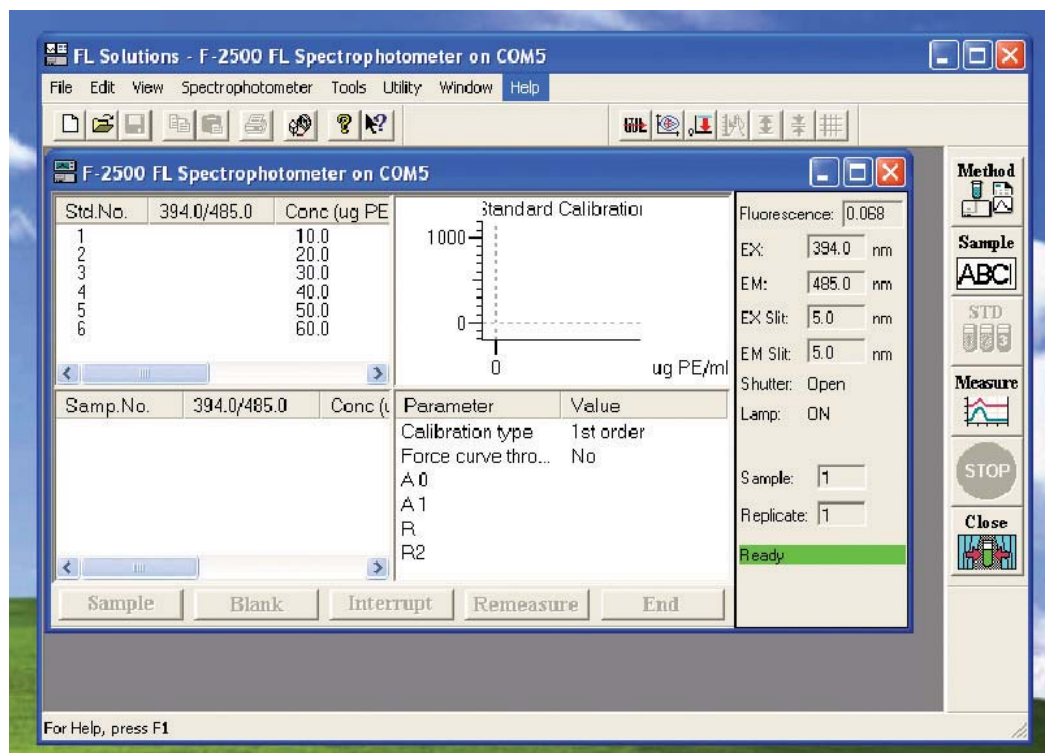 FL Solutions - F-2500 FL Spectrophotometer on COM5
File Edit View Spectrophotometer Tools Utility Window Help
F-2500 FL Spectrophotometer on COM5
Std.No. 394.0/485.0 Conc (ug PE
1 10.0
2 20.0
3 30.0
4 40.0
5 50.0
6 60.0
Standard Calibration
1000
0
0 ug PE/ml
Samp.No. 394.0/485.0 Conc (u
Parameter Value
Calibration type 1st order
Force curve thro... No
A0
A1
R
R2
Sample Blank Interrupt Remeasure End
Fluorescence: 0.068
EX: 394.0 nm
EM: 485.0 nm
EX Slit: 5.0 nm
EM Slit: 5.0 nm
Shutter: Open
Lamp: ON
Sample: 1
Replicate: 1
Ready
Method
Sample
ABC
STD
1 2 3
Measure
STOP
Close
For Help, press F1